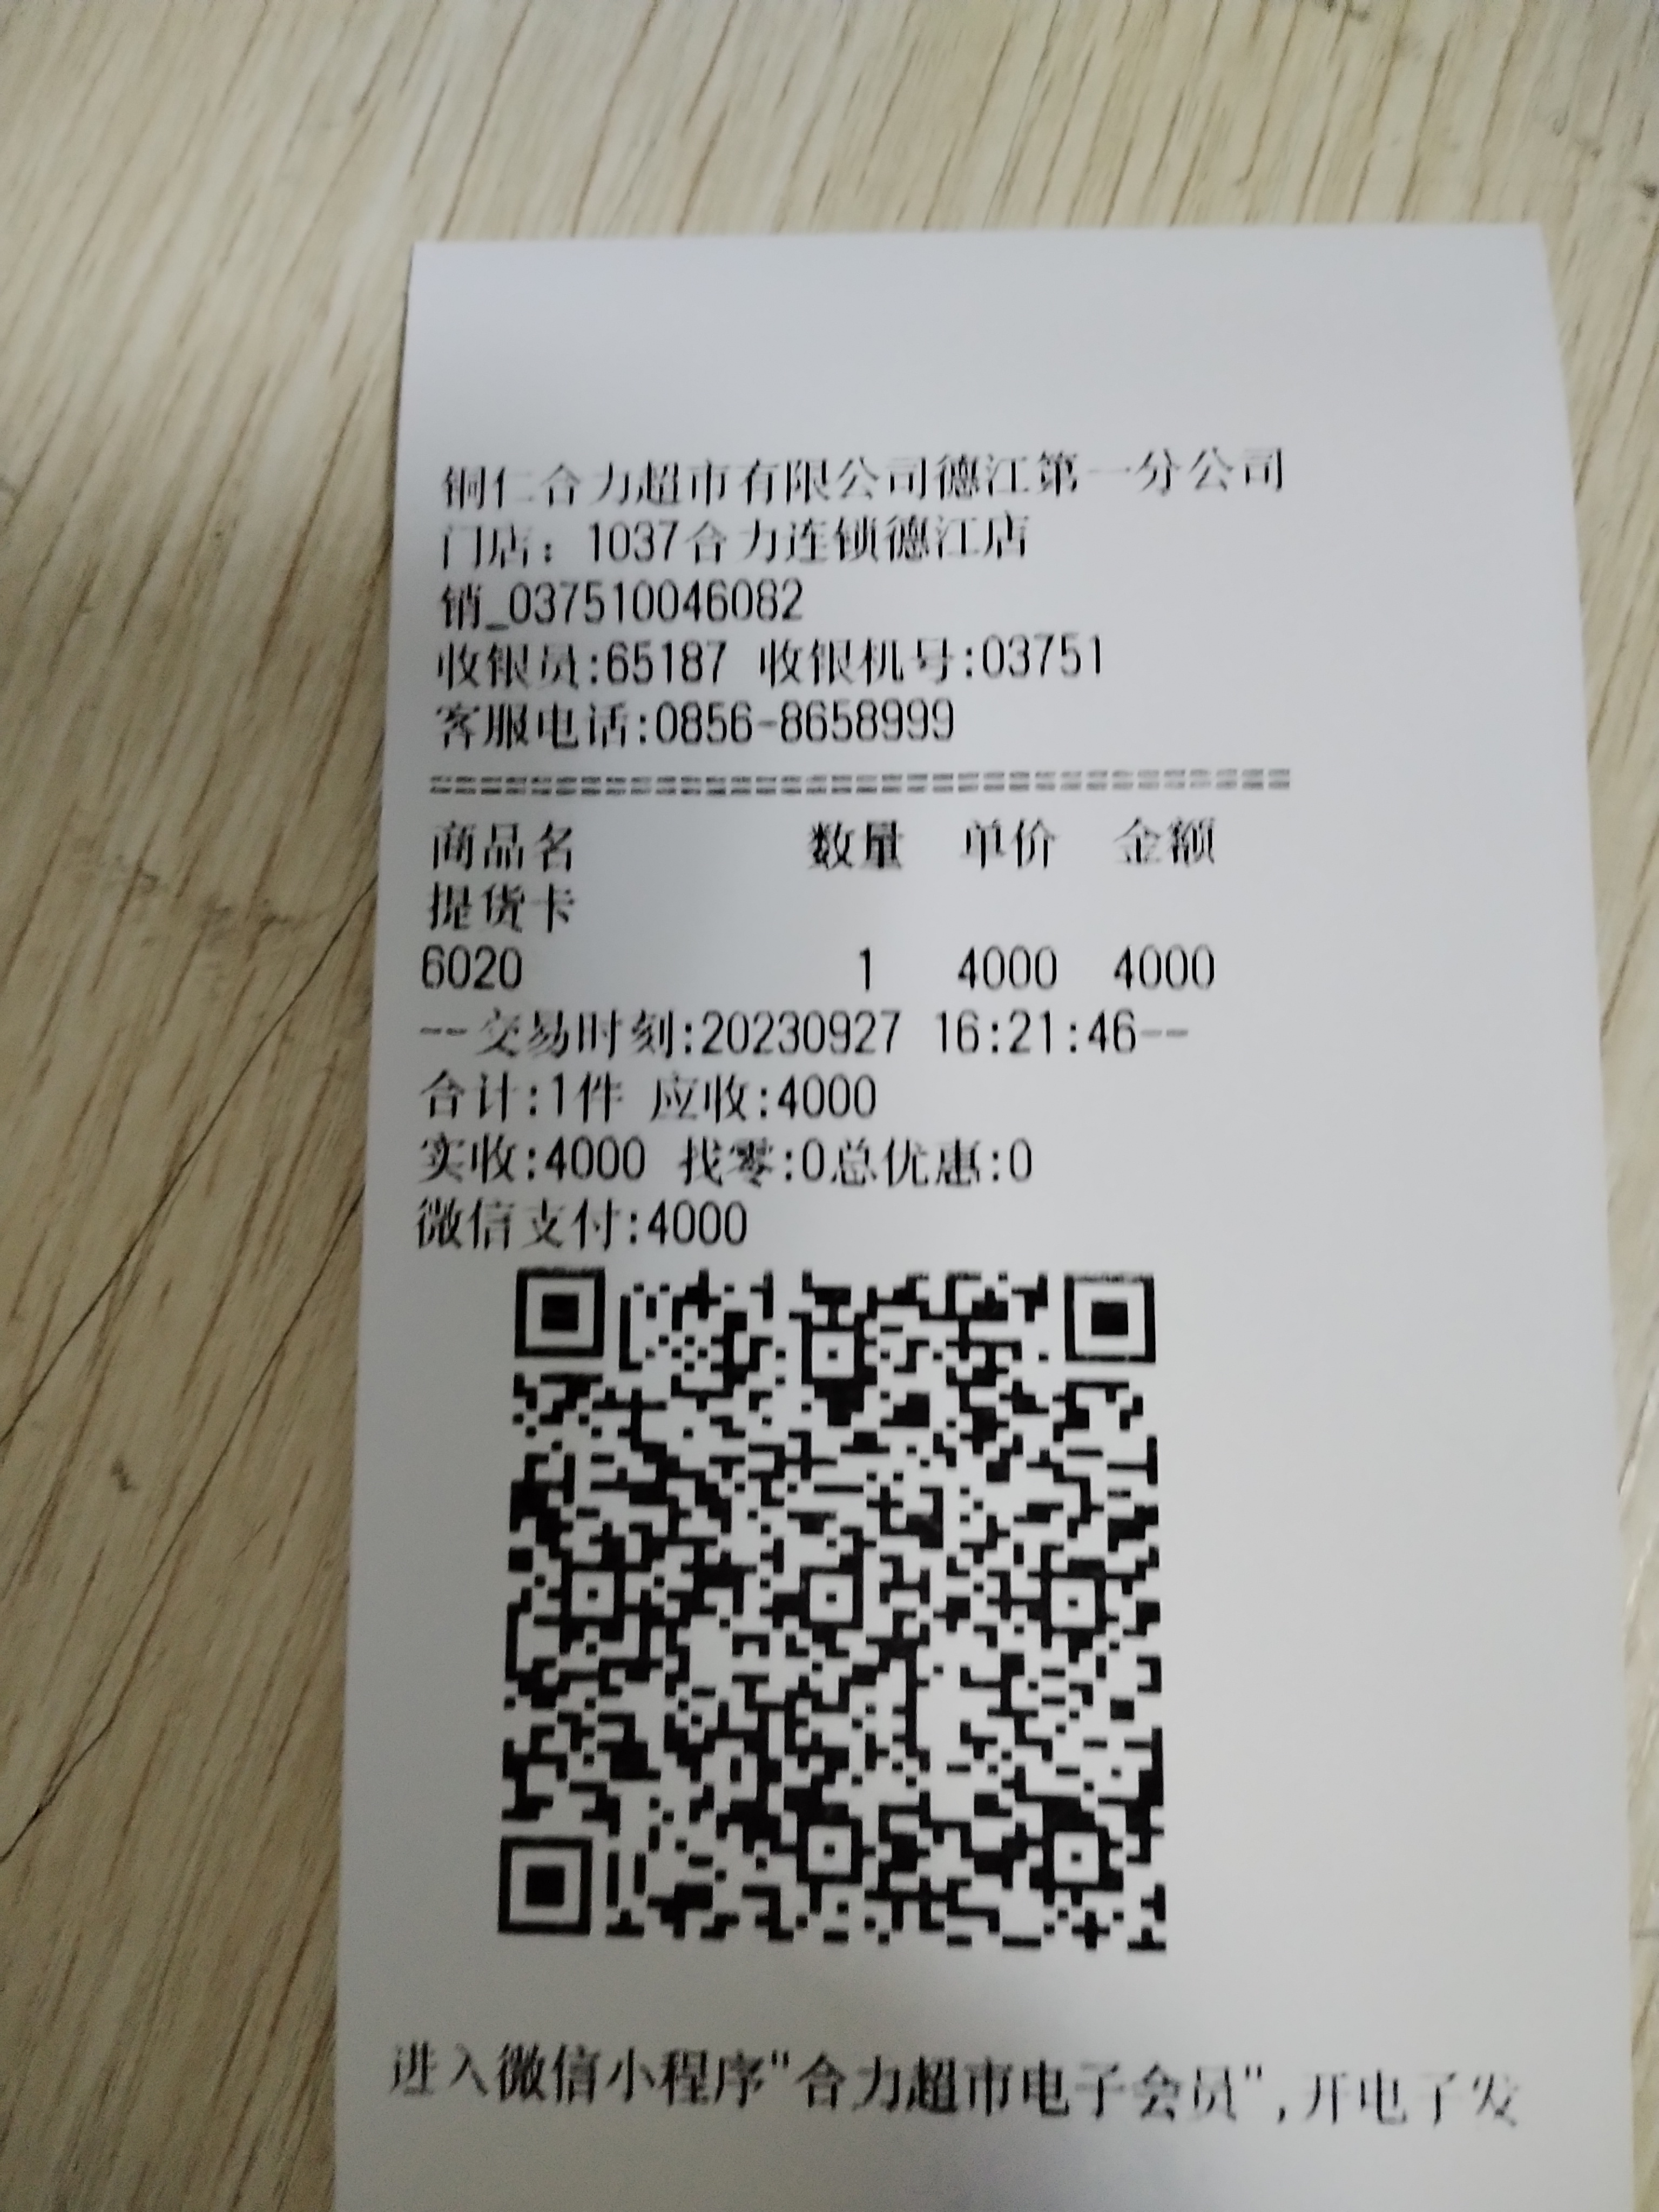 铜仁合力超市有限公司德江第一分公司
门店：1037合力连锁德江店
销_037510046082
收银员:65187 收银机号:03751
客服电话:0856-8658999
==================================
商品名 数量 单价 金额
提货卡
6020 1 4000 4000
--交易时刻:20230927 16:21:46--
合计:1件 应收:4000
实收:4000 找零:0总优惠:0
微信支付:4000
进入微信小程序"合力超市电子会员",开电子发